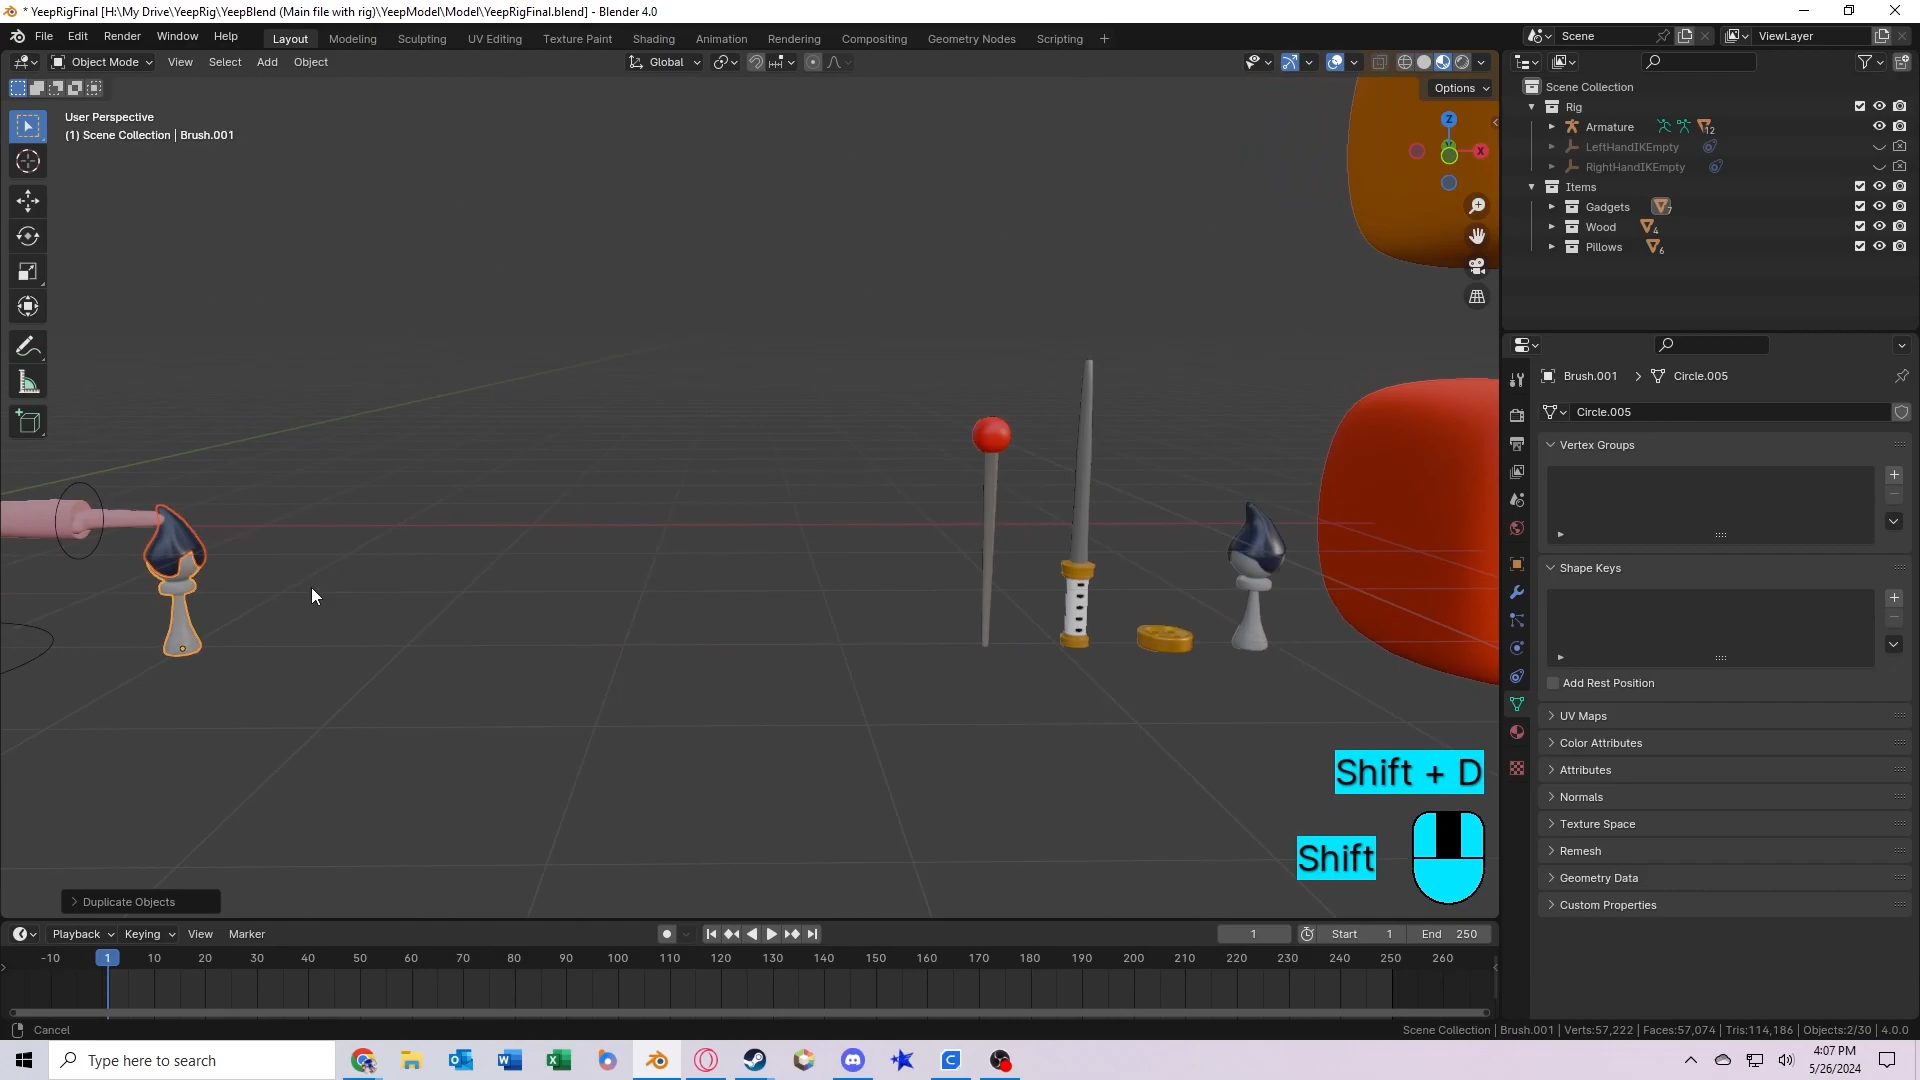 * YeepRigFinal [H:\My Drive\YeepRig\YeepBlend (Main file with rig)\YeepModel\Model\YeepRigFinal.blend] - Blender 4.0
File Edit Render Window Help Layout Modeling Sculpting UV Editing Texture Paint Shading Animation Rendering Compositing Geometry Nodes Scripting + Scene ViewLayer
Object Mode View Select Add Object Global
Options
User Perspective
(1) Scene Collection | Brush.001
Z
X
Scene Collection
Rig
Armature 12
LeftHandIKEmpty
RightHandIKEmpty
Items
Gadgets 7
Wood 4
Pillows 6
Brush.001 > Circle.005
Circle.005
Vertex Groups
Shape Keys
Add Rest Position
UV Maps
Color Attributes
Attributes
Normals
Texture Space
Remesh
Geometry Data
Custom Properties
Shift + D
Shift
Duplicate Objects
Playback Keying View Marker 1 Start 1 End 250
-10 1 10 20 30 40 50 60 70 80 90 100 110 120 130 140 150 160 170 180 190 200 210 220 230 240 250 260
Cancel Scene Collection | Brush.001 | Verts:57,222 | Faces:57,074 | Tris:114,186 | Objects:2/30 | 4.0.0
Type here to search
4:07 PM
5/26/2024